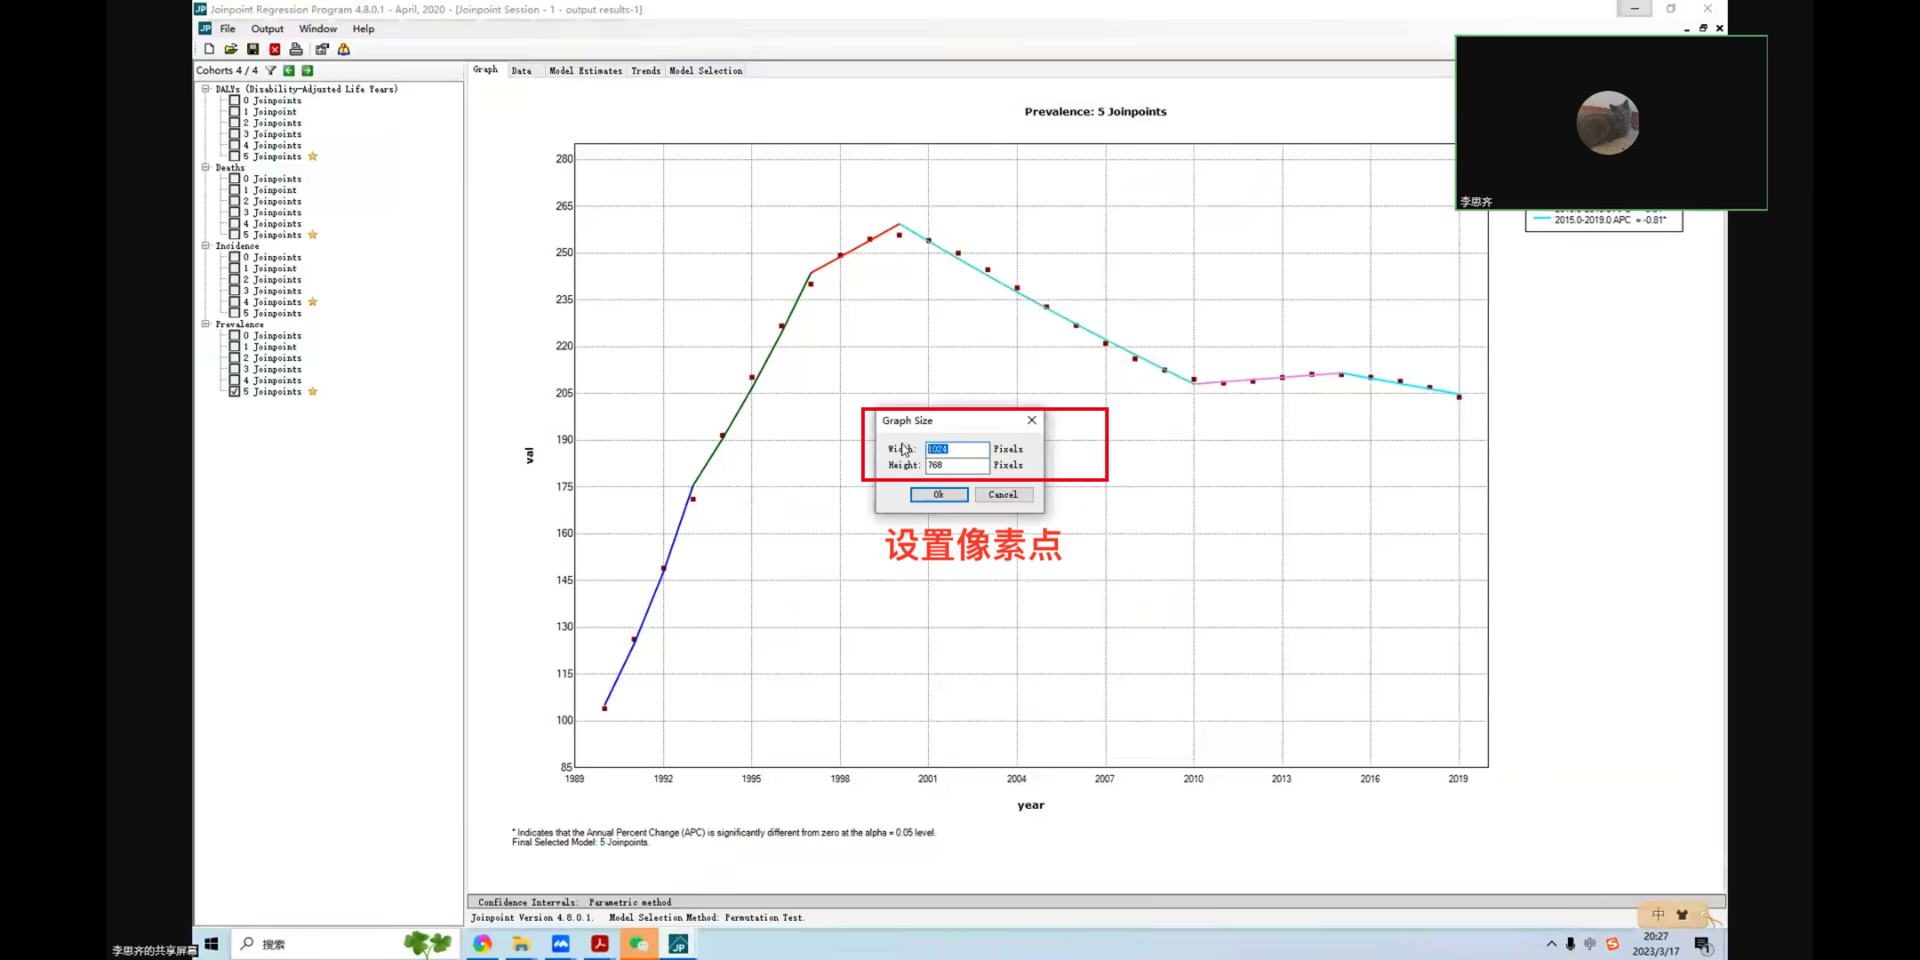 Joinpoint Regression Program 4.8.0.1 - April, 2020 - [Joinpoint Session - 1 - output results-1]
File Output Window Help
Cohorts 4 / 4
DALYs (Disability-Adjusted Life Years)
0 Joinpoints
1 Joinpoint
2 Joinpoints
3 Joinpoints
4 Joinpoints
5 Joinpoints
Deaths
0 Joinpoints
1 Joinpoint
2 Joinpoints
3 Joinpoints
4 Joinpoints
5 Joinpoints
Incidence
0 Joinpoints
1 Joinpoint
2 Joinpoints
3 Joinpoints
4 Joinpoints
5 Joinpoints
Prevalence
0 Joinpoints
1 Joinpoint
2 Joinpoints
3 Joinpoints
4 Joinpoints
5 Joinpoints
Graph Data Model Estimates Trends Model Selection
Prevalence: 5 Joinpoints
李思齐
2015.0-2019.0 APC = -0.81*
280
265
250
235
220
205
190
175
160
145
130
115
100
85
val
Graph Size
Width: 1024 Pixels
Height: 768 Pixels
Ok Cancel
设置像素点
1989 1992 1995 1998 2001 2004 2007 2010 2013 2016 2019
year
* Indicates that the Annual Percent Change (APC) is significantly different from zero at the alpha = 0.05 level.
Final Selected Model: 5 Joinpoints.
Confidence Intervals: Parametric method
Joinpoint Version 4.8.0.1. Model Selection Method: Permutation Test.
中
李思齐的共享屏幕
搜索
JP
20:27
2023/3/17